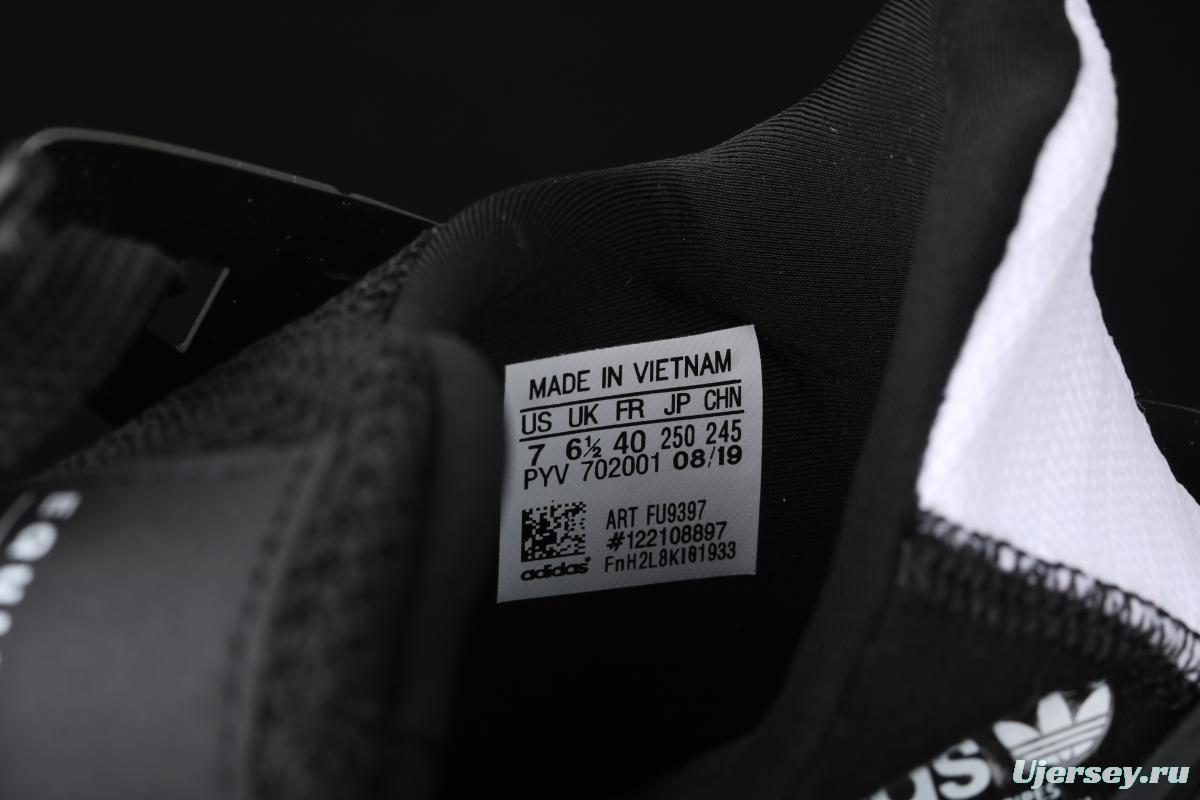 MADE IN VIETNAM
US UK FR JP CHN
7 6½ 40 250 245
PYV 702001 08/19
ART FU9397
#122108897
FnH2L8KI01933
adidas
Ujersey.ru